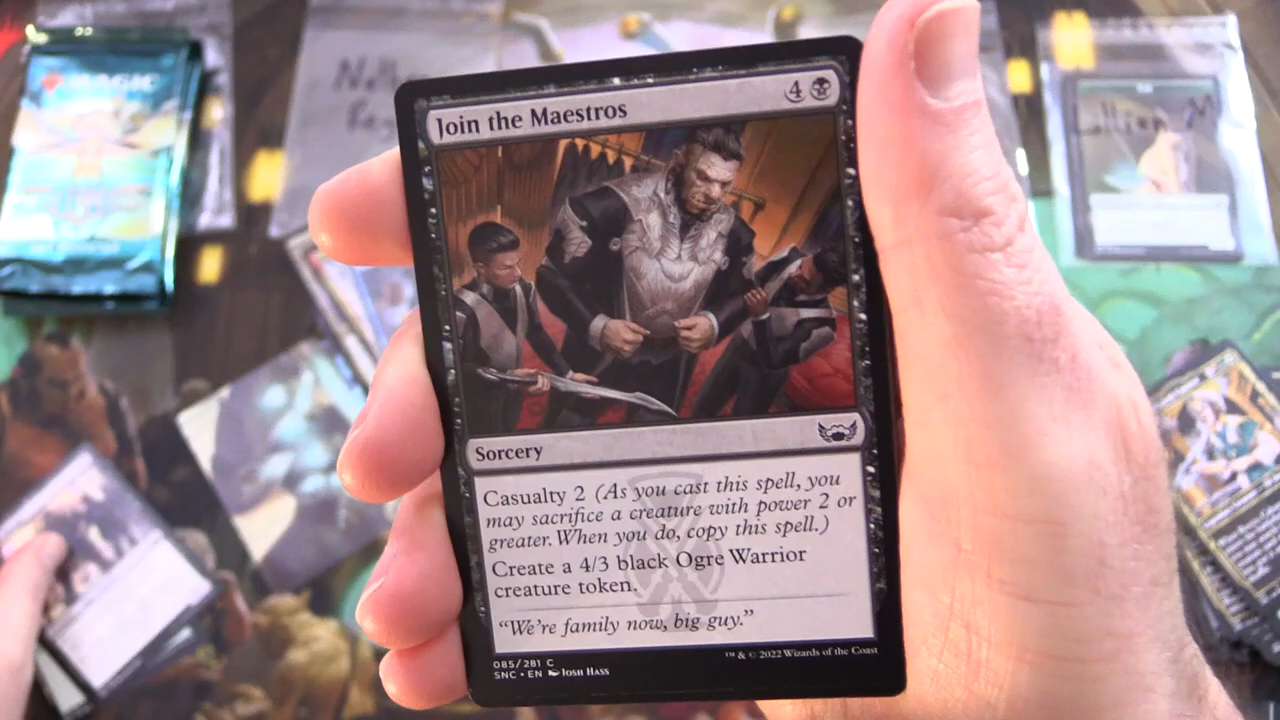 MAGIC
Join the Maestros 4
Sorcery
Casualty 2 (As you cast this spell, you
may sacrifice a creature with power 2 or
greater. When you do, copy this spell.)
Create a 4/3 black Ogre Warrior
creature token.
“We’re family now, big guy.”
085/281 C
SNC • EN Josh Hass
™ & © 2022 Wizards of the Coast